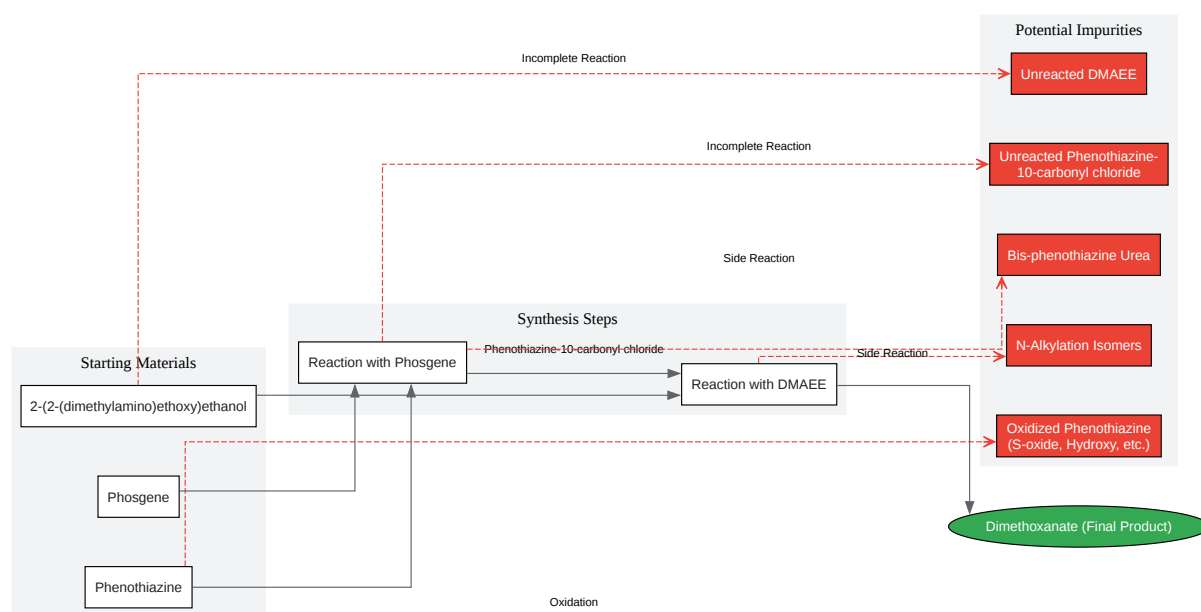 Potential Impurities
Incomplete Reaction
Unreacted DMAEE
Incomplete Reaction
Unreacted Phenothiazine-
10-carbonyl chloride
Side Reaction
Bis-phenothiazine Urea
Synthesis Steps
N-Alkylation Isomers
Phenothiazine-10-carbonyl chloride
Side Reaction
Starting Materials
Reaction with Phosgene
Reaction with DMAEE
2-(2-(dimethylamino)ethoxy)ethanol
Oxidized Phenothiazine
(S-oxide, Hydroxy, etc.)
Phosgene
Dimethoxanate (Final Product)
Phenothiazine
Oxidation